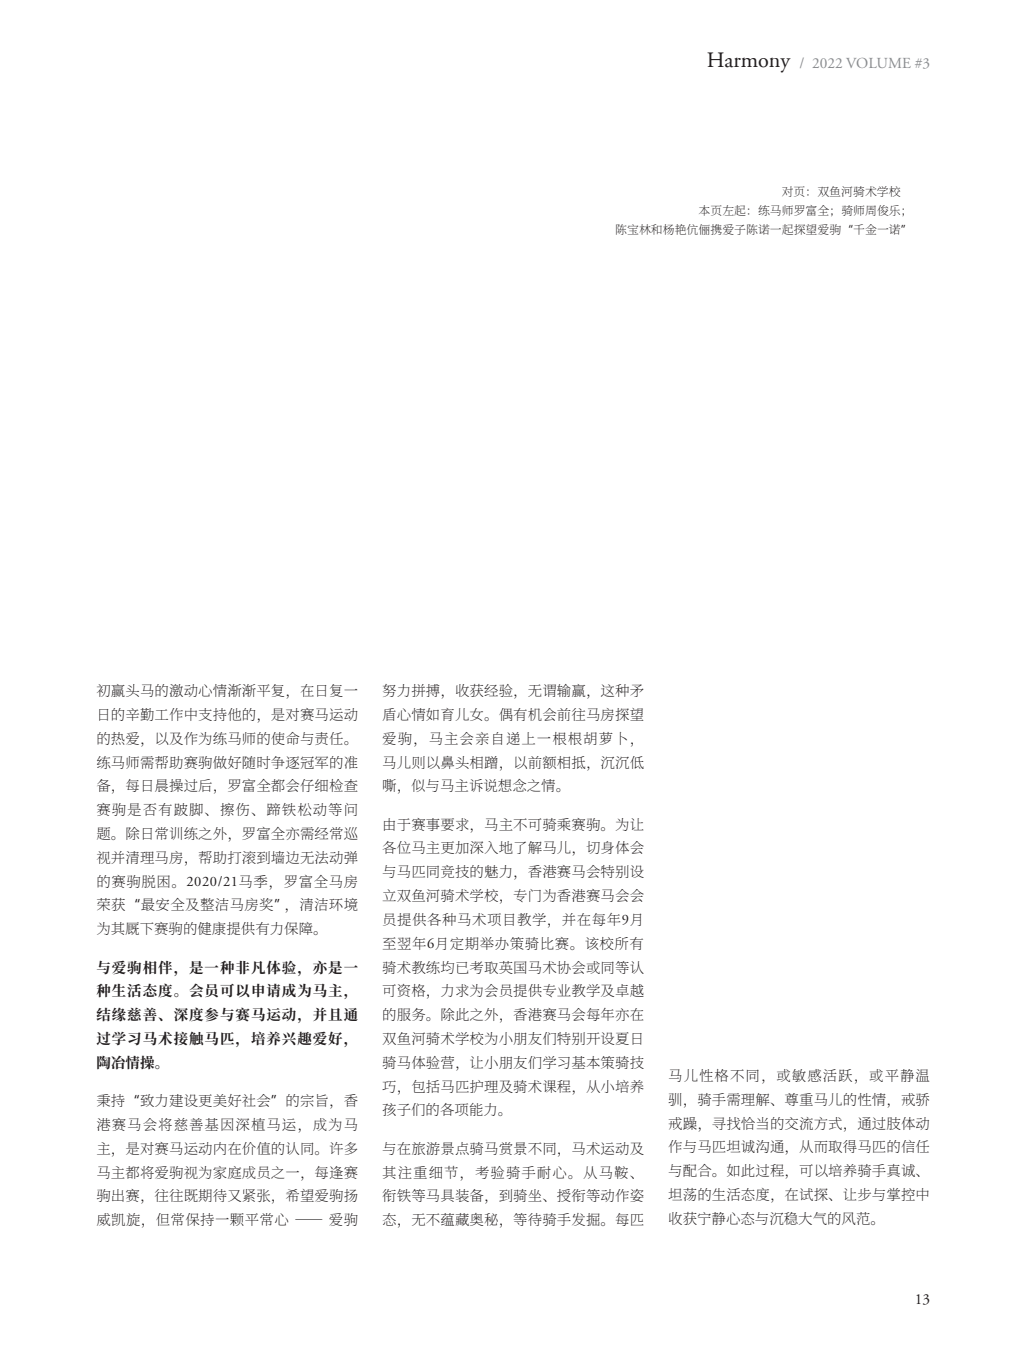 Harmony / 2022 VOLUME #3
对页：双鱼河骑术学校
本页左起：练马师罗富全；骑师周俊乐；
陈宝林和杨艳伉俪携爱子陈诺一起探望爱驹“千金一诺”
初赢头马的激动心情渐渐平复，在日复一
日的辛勤工作中支持他的，是对赛马运动
的热爱，以及作为练马师的使命与责任。
练马师需帮助赛驹做好随时争逐冠军的准
备，每日晨操过后，罗富全都会仔细检查
赛驹是否有跛脚、擦伤、蹄铁松动等问
题。除日常训练之外，罗富全亦需经常巡
视并清理马房，帮助打滚到墙边无法动弹
的赛驹脱困。2020/21马季，罗富全马房
荣获“最安全及整洁马房奖”，清洁环境
为其厩下赛驹的健康提供有力保障。
与爱驹相伴，是一种非凡体验，亦是一
种生活态度。会员可以申请成为马主，
结缘慈善、深度参与赛马运动，并且通
过学习马术接触马匹，培养兴趣爱好，
陶冶情操。
秉持“致力建设更美好社会”的宗旨，香
港赛马会将慈善基因深植马运，成为马
主，是对赛马运动内在价值的认同。许多
马主都将爱驹视为家庭成员之一，每逢赛
驹出赛，往往既期待又紧张，希望爱驹扬
威凯旋，但常保持一颗平常心 —— 爱驹
努力拼搏，收获经验，无谓输赢，这种矛
盾心情如育儿女。偶有机会前往马房探望
爱驹，马主会亲自递上一根根胡萝卜，
马儿则以鼻头相蹭，以前额相抵，沉沉低
嘶，似与马主诉说想念之情。
由于赛事要求，马主不可骑乘赛驹。为让
各位马主更加深入地了解马儿，切身体会
与马匹同竞技的魅力，香港赛马会特别设
立双鱼河骑术学校，专门为香港赛马会会
员提供各种马术项目教学，并在每年9月
至翌年6月定期举办策骑比赛。该校所有
骑术教练均已考取英国马术协会或同等认
可资格，力求为会员提供专业教学及卓越
的服务。除此之外，香港赛马会每年亦在
双鱼河骑术学校为小朋友们特别开设夏日
骑马体验营，让小朋友们学习基本策骑技
巧，包括马匹护理及骑术课程，从小培养
孩子们的各项能力。
与在旅游景点骑马赏景不同，马术运动及
其注重细节，考验骑手耐心。从马鞍、
衔铁等马具装备，到骑坐、授衔等动作姿
态，无不蕴藏奥秘，等待骑手发掘。每匹
马儿性格不同，或敏感活跃，或平静温
驯，骑手需理解、尊重马儿的性情，戒骄
戒躁，寻找恰当的交流方式，通过肢体动
作与马匹坦诚沟通，从而取得马匹的信任
与配合。如此过程，可以培养骑手真诚、
坦荡的生活态度，在试探、让步与掌控中
收获宁静心态与沉稳大气的风范。
13